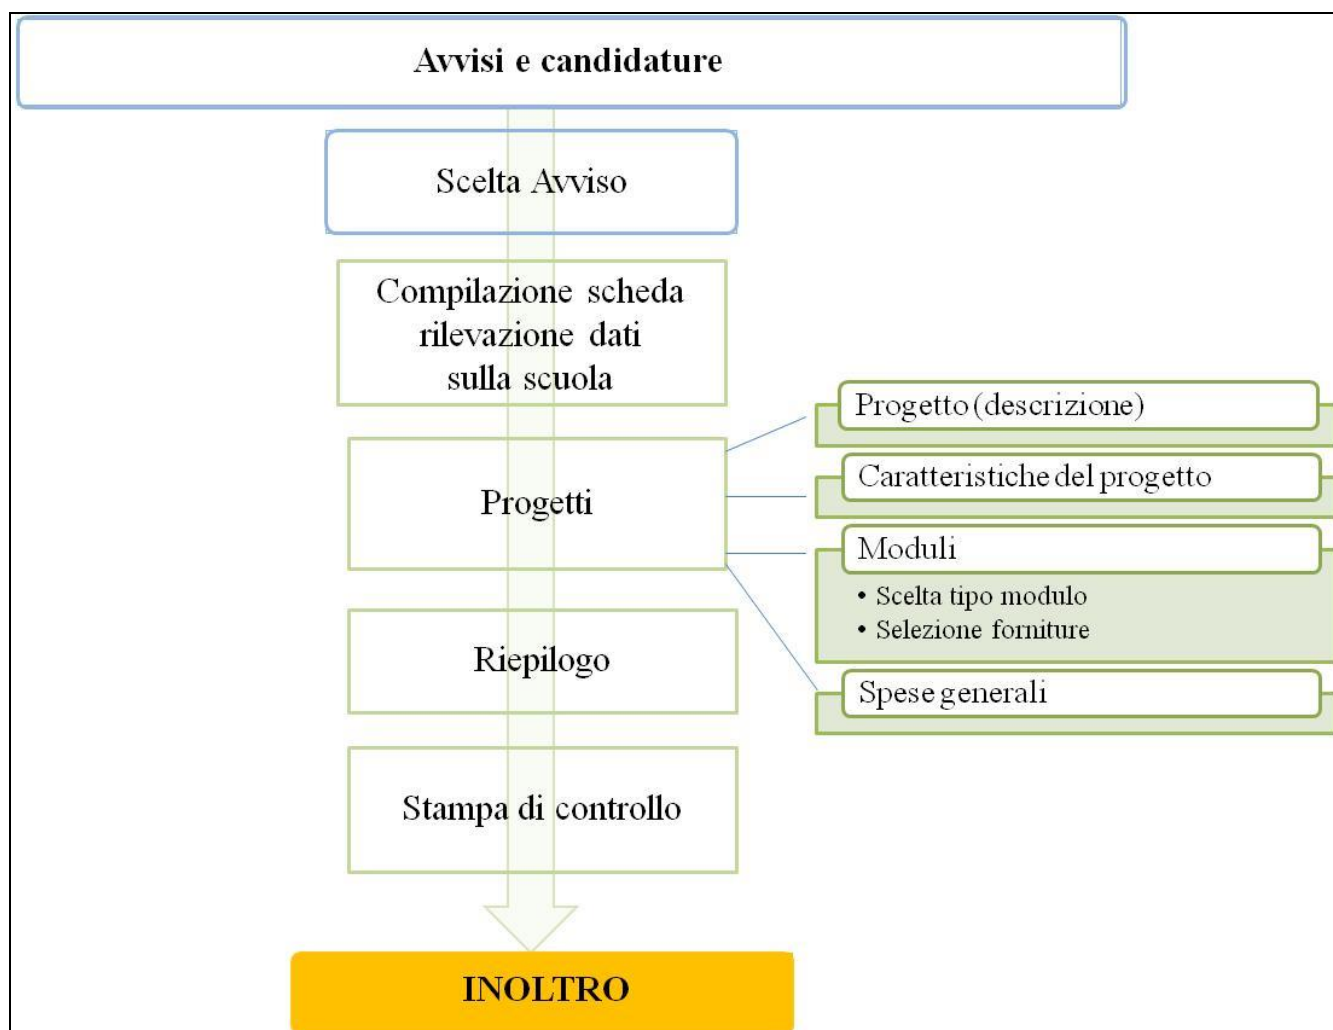 Avvisi e candidature
Scelta Avviso
Compilazione scheda
rilevazione dati
sulla scuola
Progetti
Progetto (descrizione)
Caratteristiche del progetto
Moduli
• Scelta tipo modulo
• Selezione forniture
Spese generali
Riepilogo
Stampa di controllo
INOLTRO